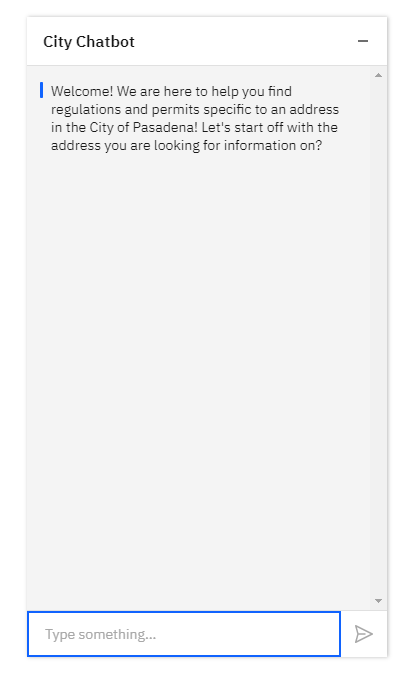 City Chatbot
Welcome! We are here to help you find
regulations and permits specific to an address
in the City of Pasadena! Let's start off with the
address you are looking for information on?
Type something...